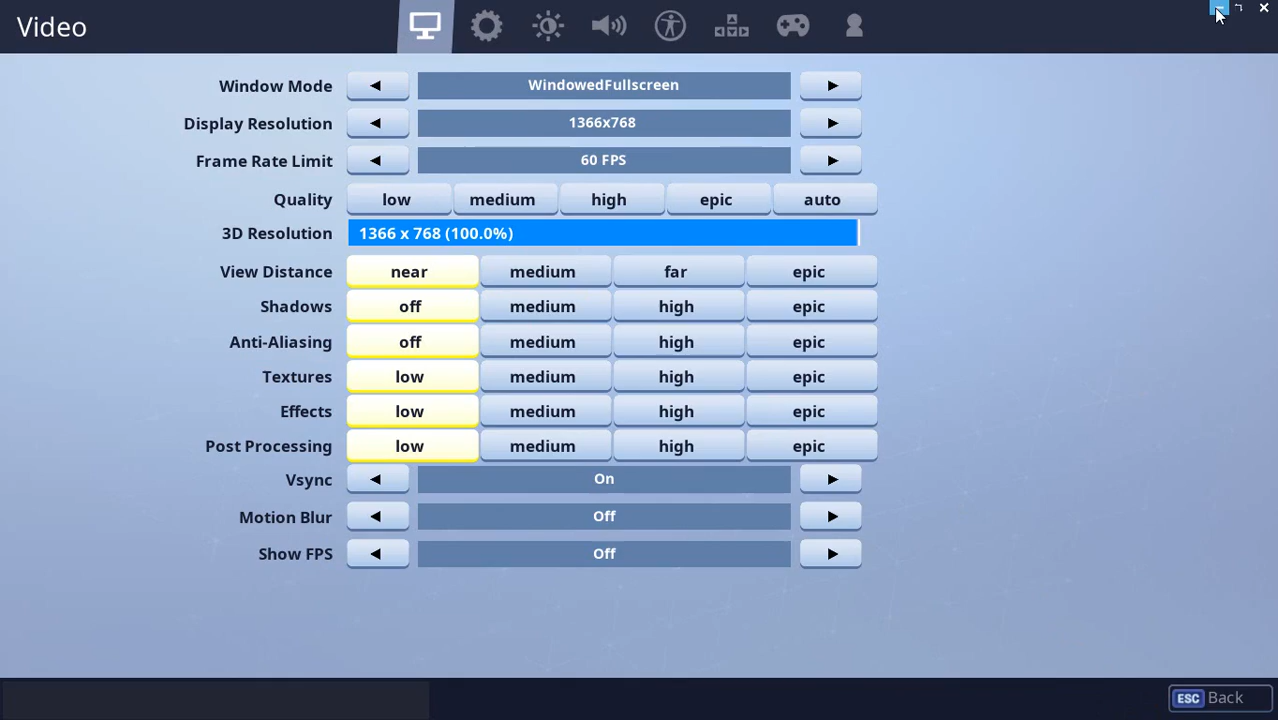 Video
Window Mode WindowedFullscreen
Display Resolution 1366x768
Frame Rate Limit 60 FPS
Quality low medium high epic auto
3D Resolution 1366 x 768 (100.0%)
View Distance near medium far epic
Shadows off medium high epic
Anti-Aliasing off medium high epic
Textures low medium high epic
Effects low medium high epic
Post Processing low medium high epic
Vsync On
Motion Blur Off
Show FPS Off
ESC Back